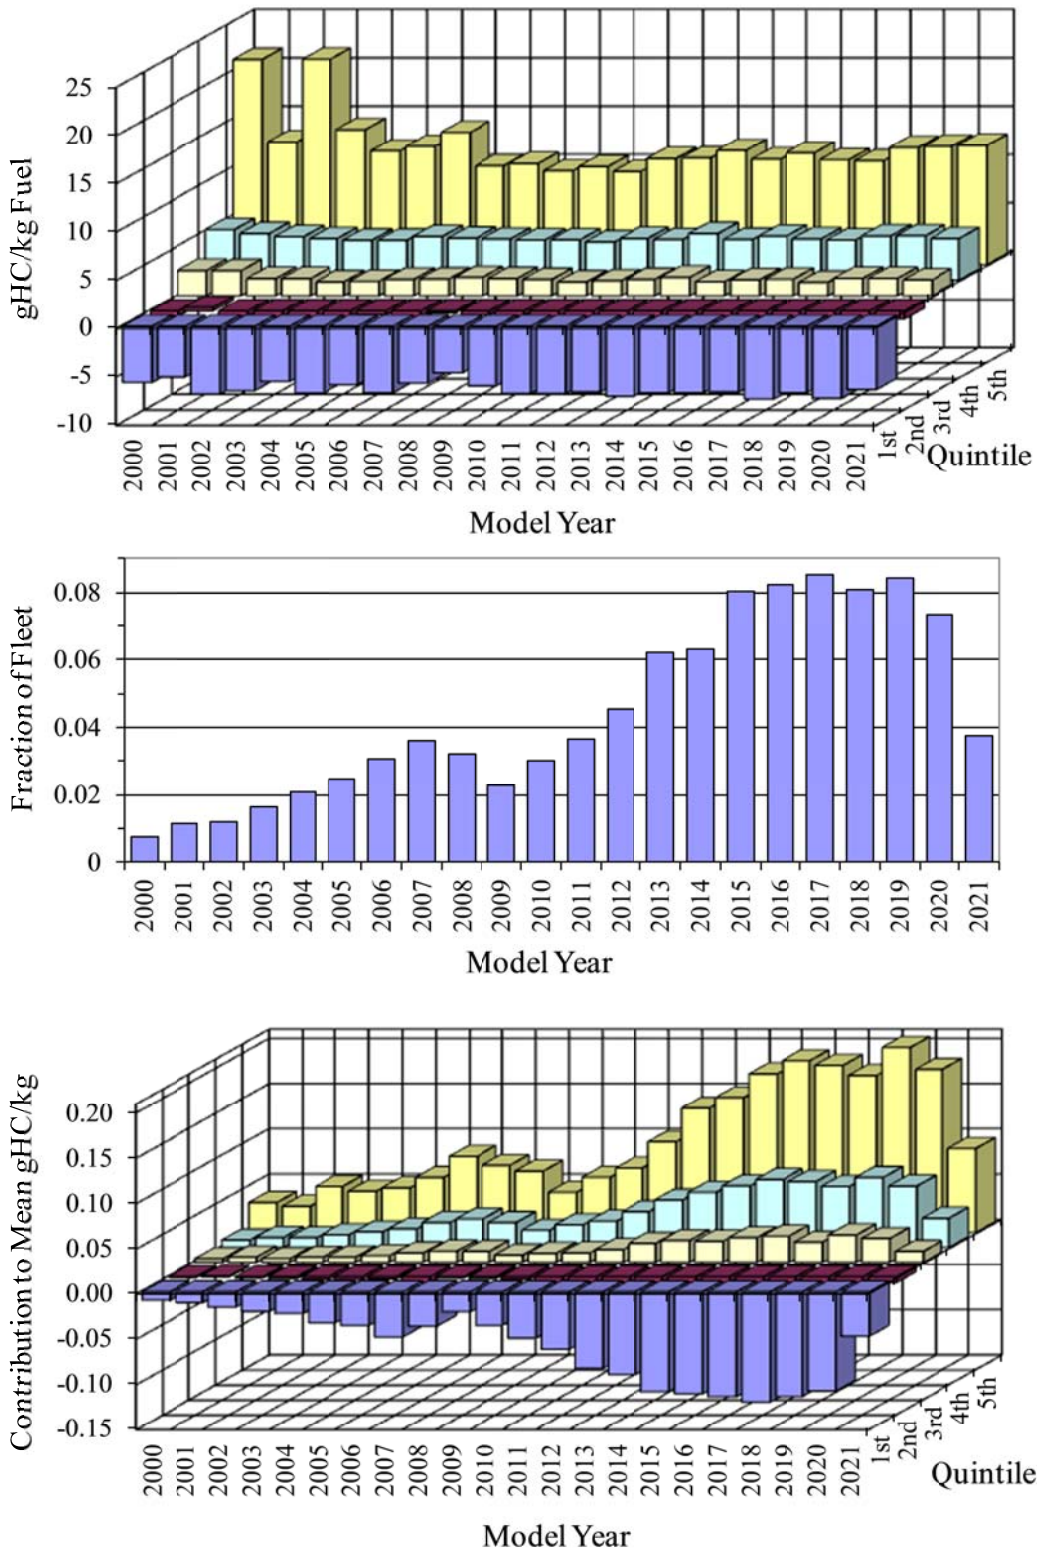 gHC/kg Fuel
25
20
15
10
5
0
-5
-10
2000 2001 2002 2003 2004 2005 2006 2007 2008 2009 2010 2011 2012 2013 2014 2015 2016 2017 2018 2019 2020 2021
1st 2nd 3rd 4th 5th
Quintile
Model Year
Fraction of Fleet
0.08
0.06
0.04
0.02
0
2000 2001 2002 2003 2004 2005 2006 2007 2008 2009 2010 2011 2012 2013 2014 2015 2016 2017 2018 2019 2020 2021
Model Year
Contribution to Mean gHC/kg
0.20
0.15
0.10
0.05
0.00
-0.05
-0.10
-0.15
2000 2001 2002 2003 2004 2005 2006 2007 2008 2009 2010 2011 2012 2013 2014 2015 2016 2017 2018 2019 2020 2021
1st 2nd 3rd 4th 5th
Quintile
Model Year